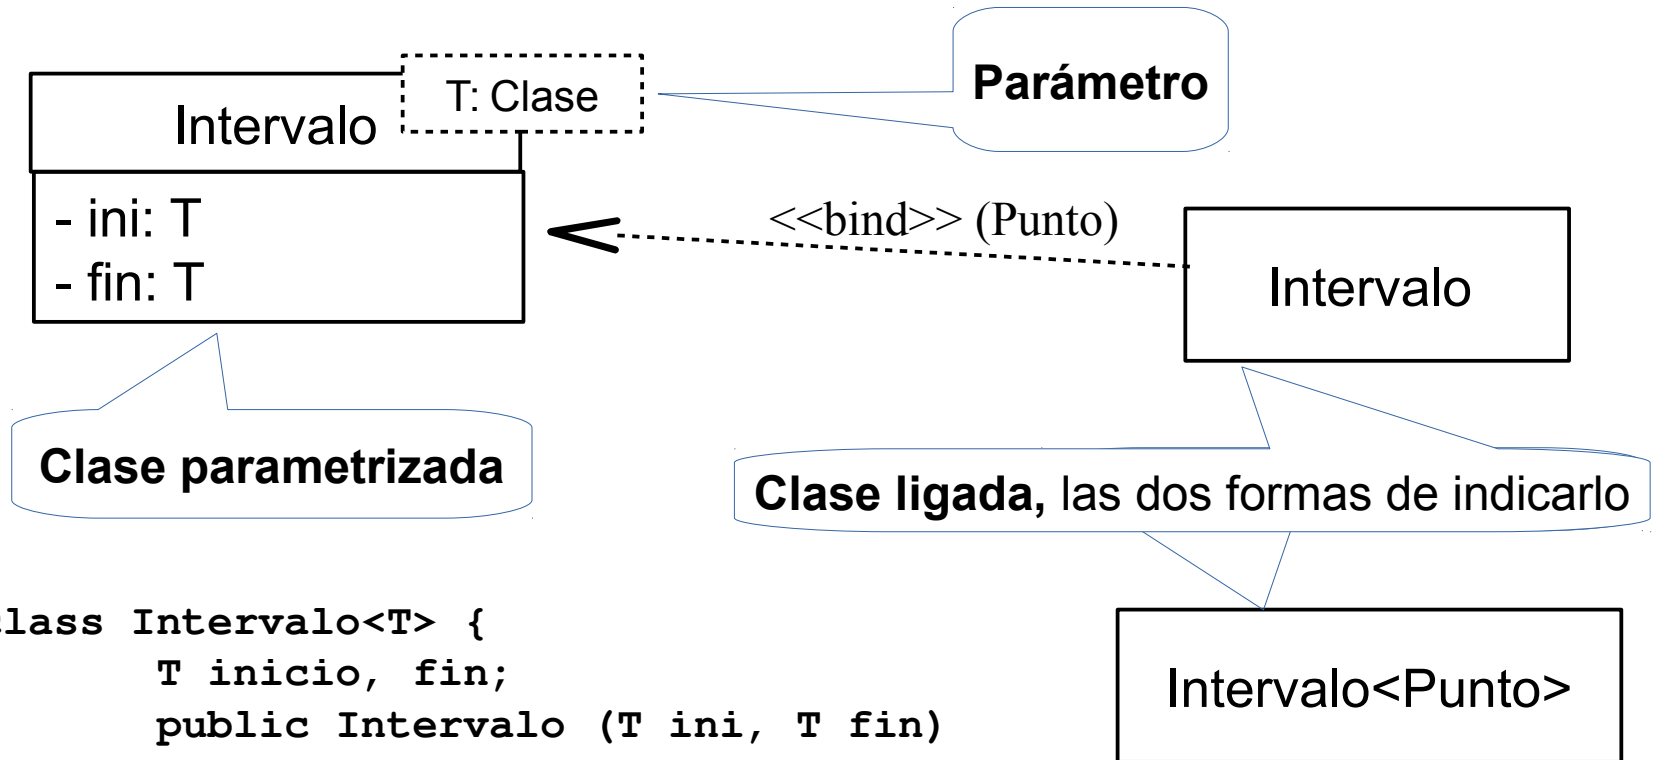 T: Clase
Parámetro
Intervalo
- ini: T
- fin: T
<<bind>> (Punto)
Intervalo
Clase parametrizada
Clase ligada, las dos formas de indicarlo
class Intervalo<T> {
T inicio, fin;
public Intervalo (T ini, T fin)
Intervalo<Punto>